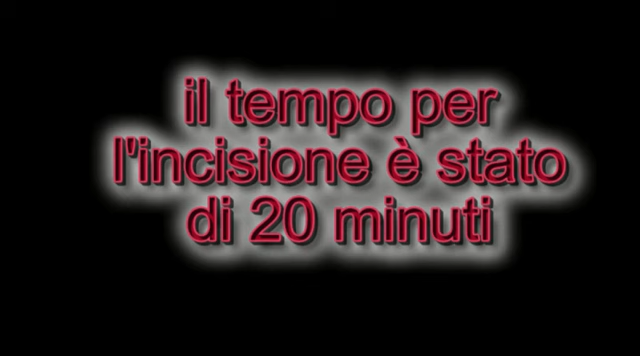 il tempo per
l'incisione è stato
di 20 minuti